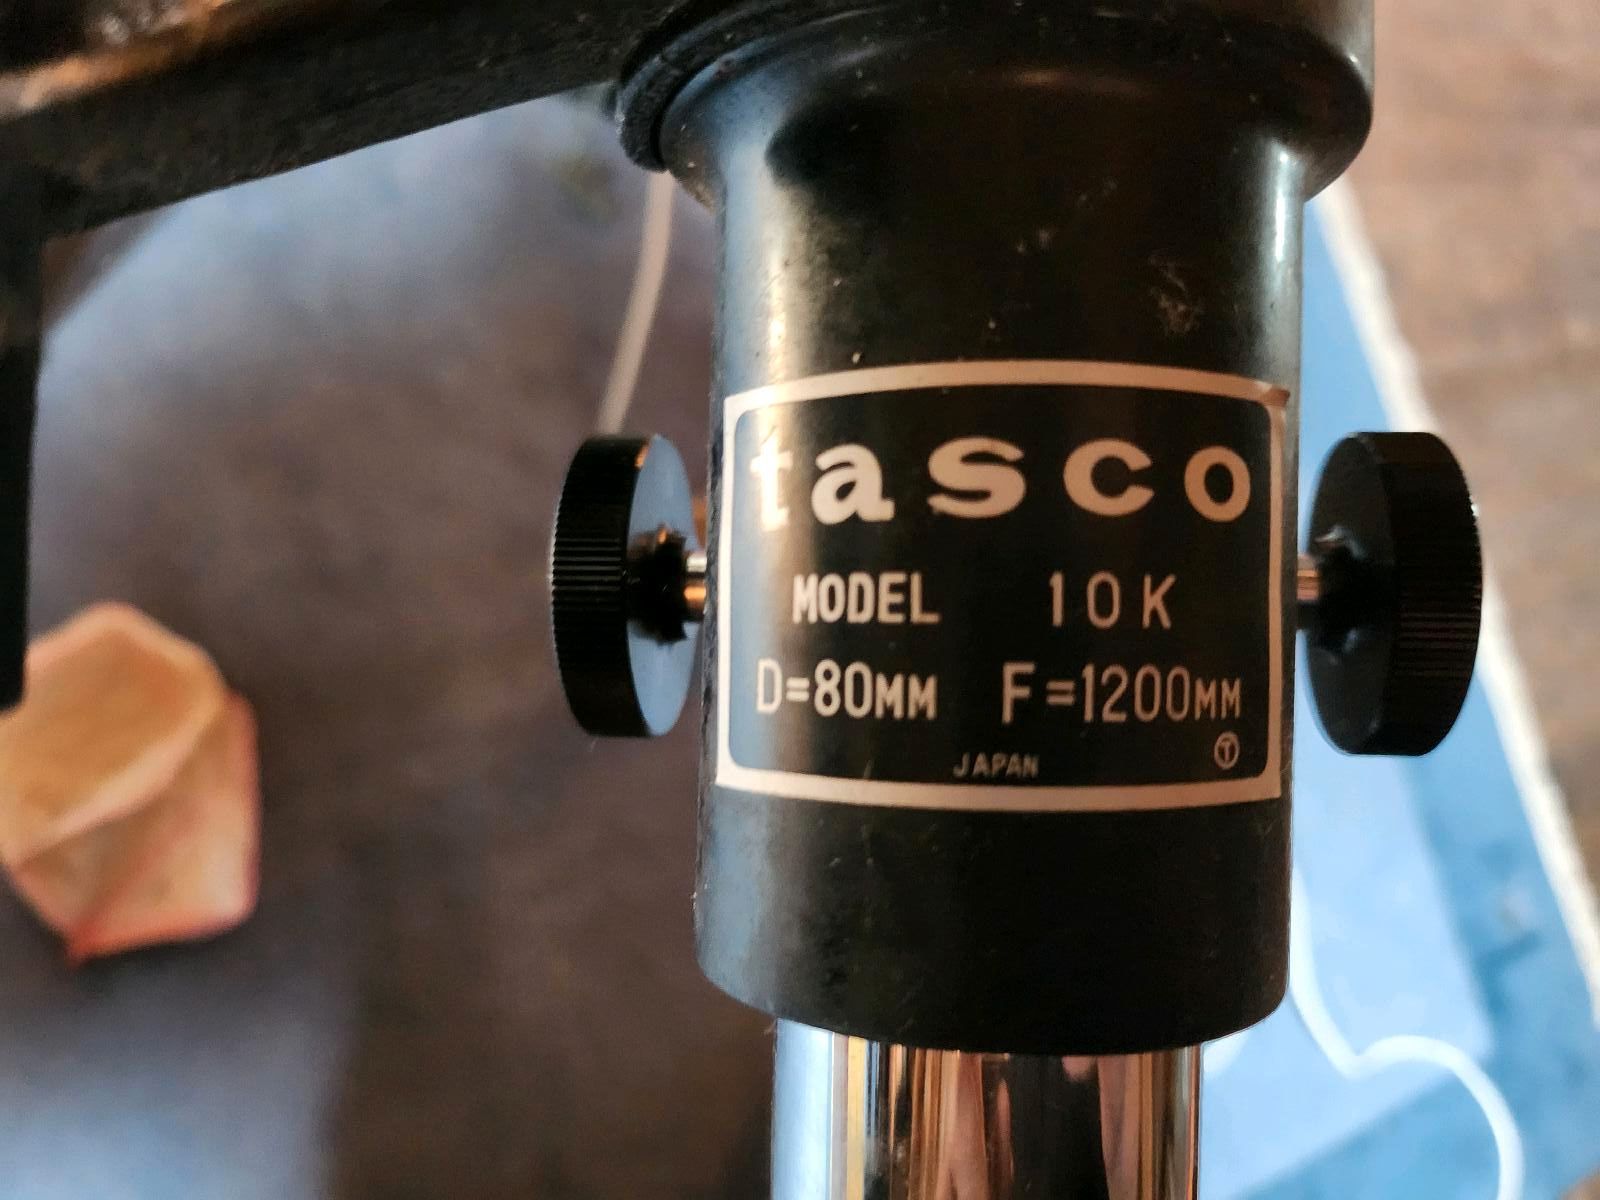 tasco
MODEL 10K
D=80MM F=1200MM
JAPAN Ⓣ